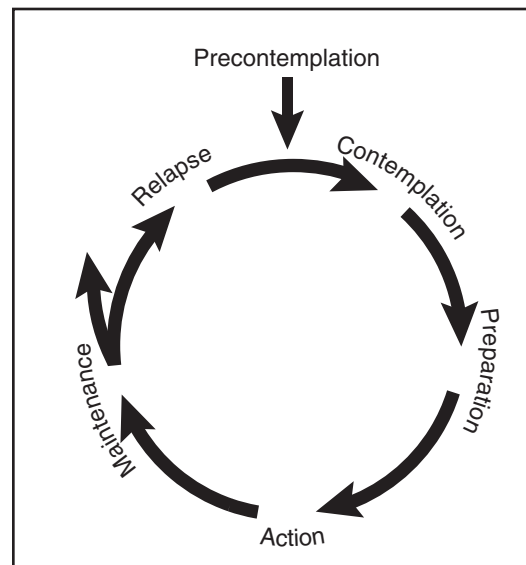 Precontemplation
Contemplation
Preparation
Action
Maintenance
Relapse